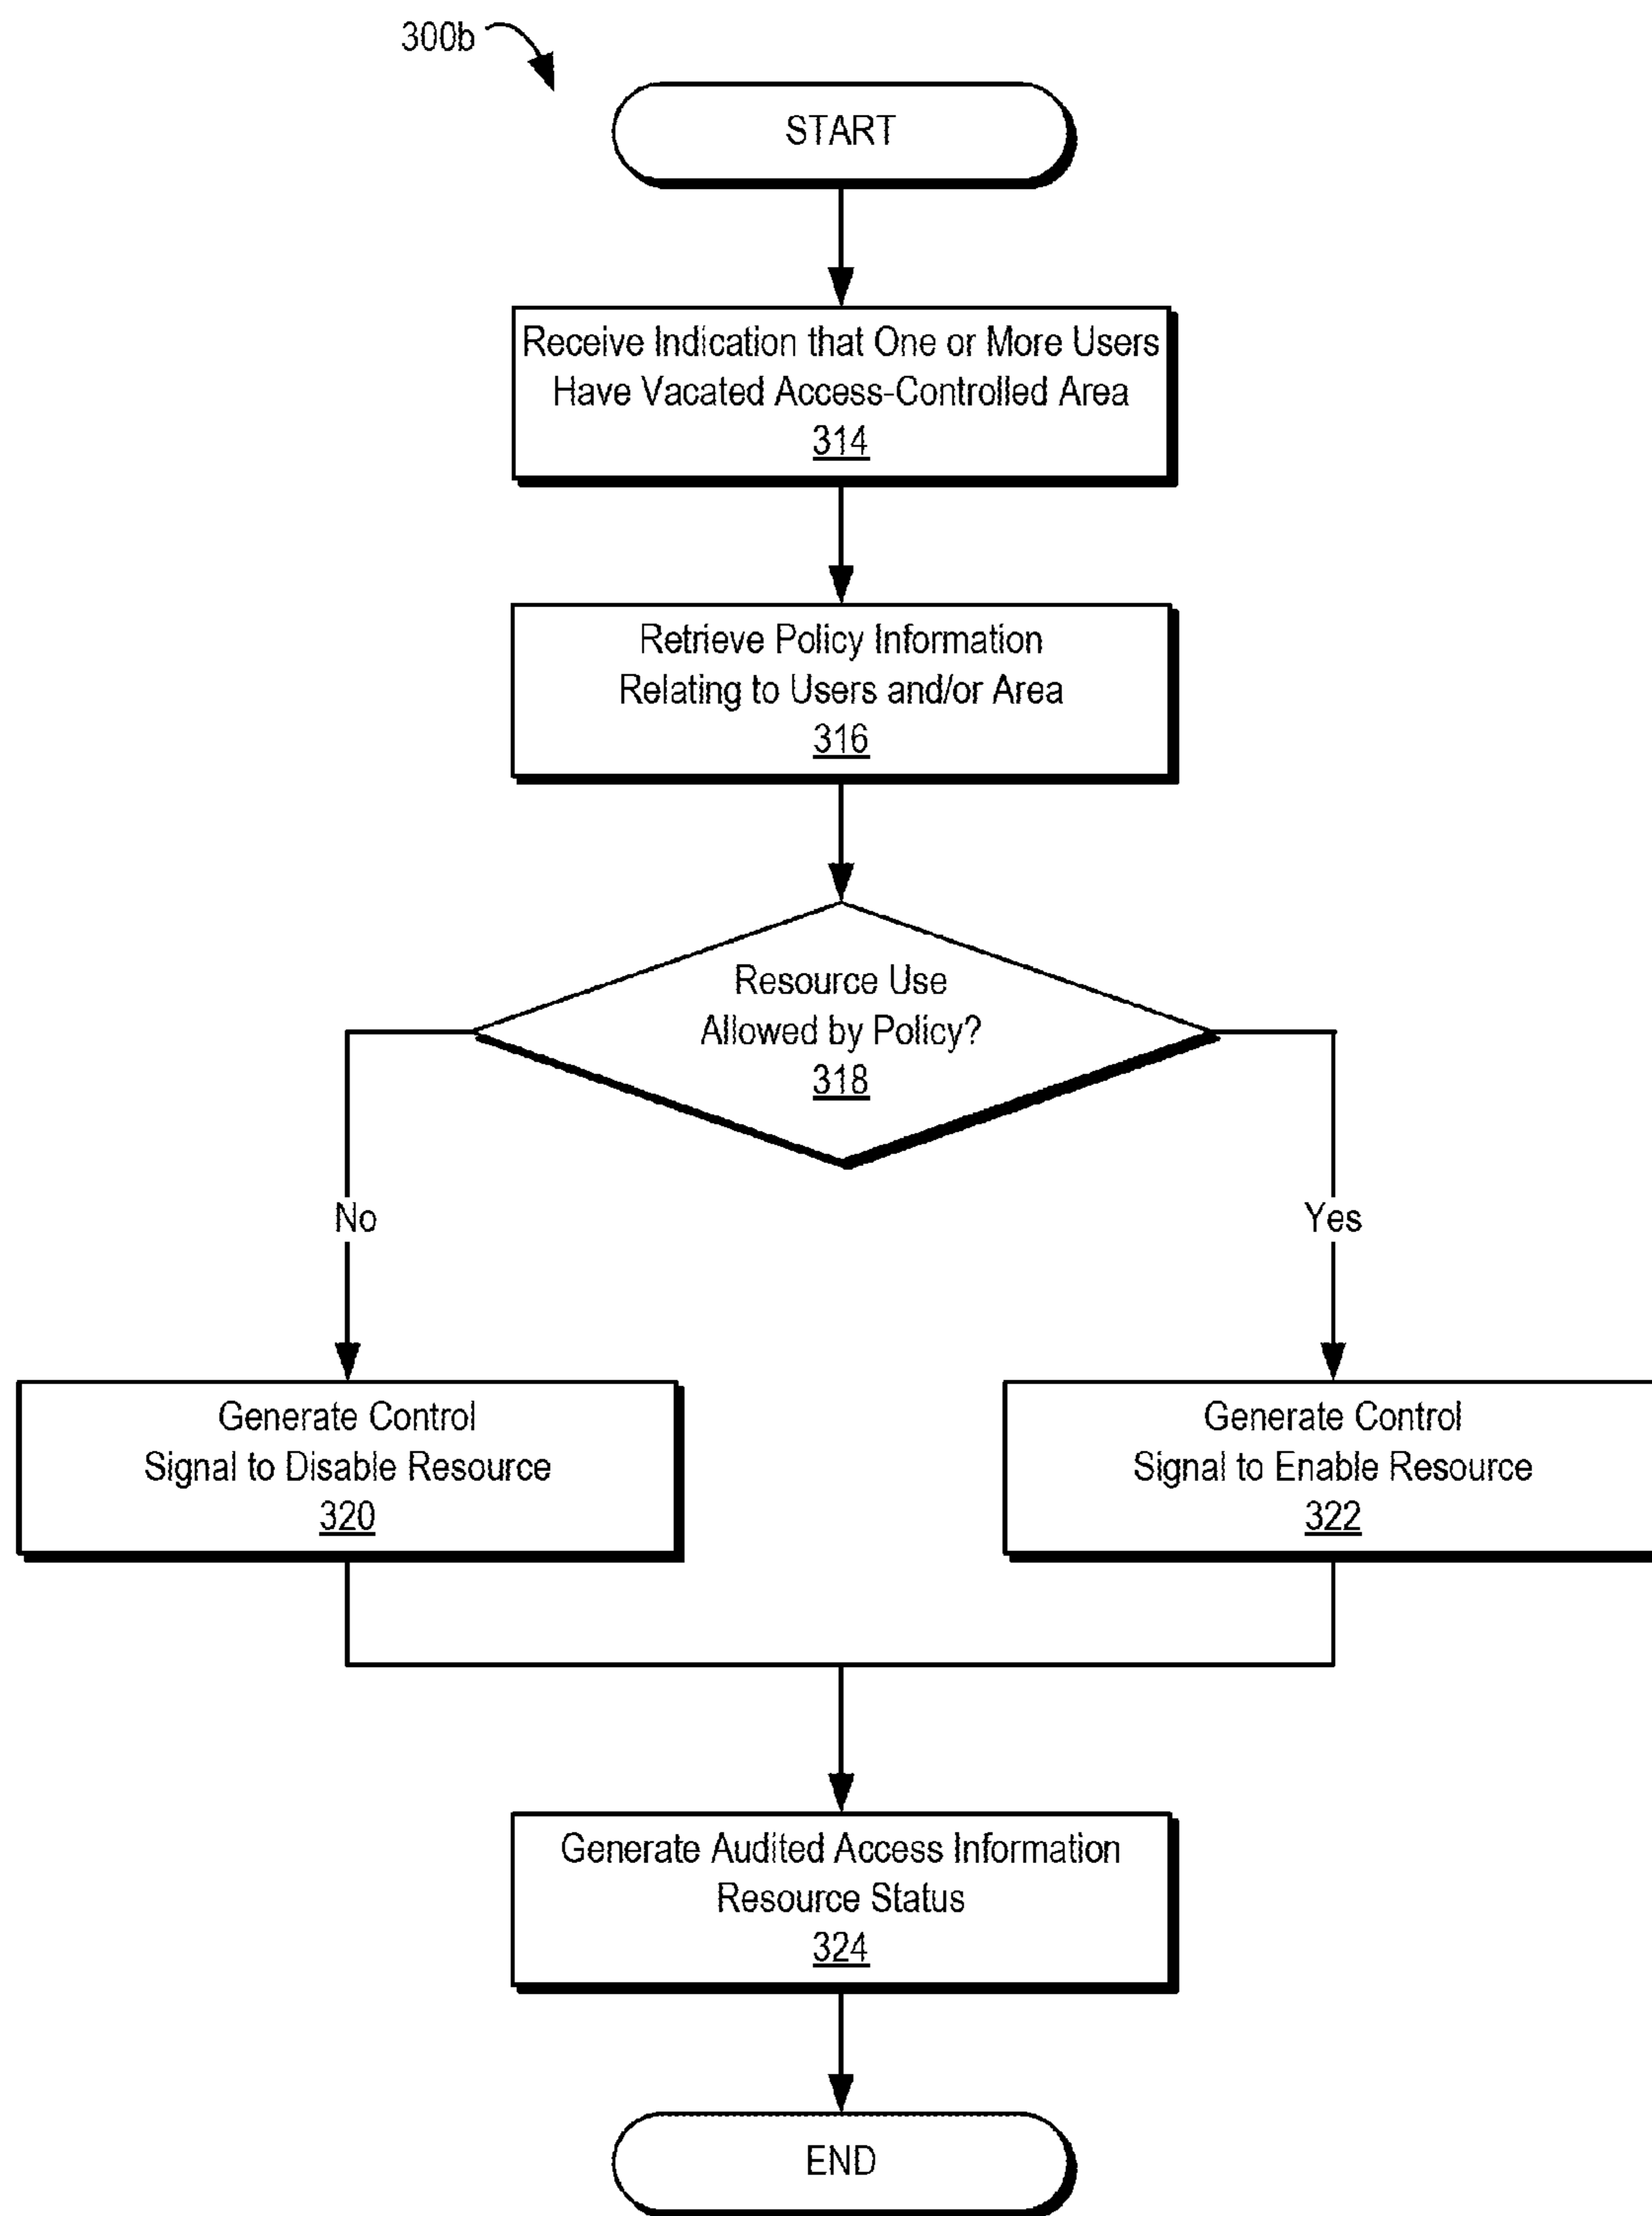 300b
START
Receive Indication that One or More Users
Have Vacated Access-Controlled Area
314
Retrieve Policy Information
Relating to Users and/or Area
316
Resource Use
Allowed by Policy?
318
No
Yes
Generate Control
Signal to Disable Resource
320
Generate Control
Signal to Enable Resource
322
Generate Audited Access Information
Resource Status
324
END